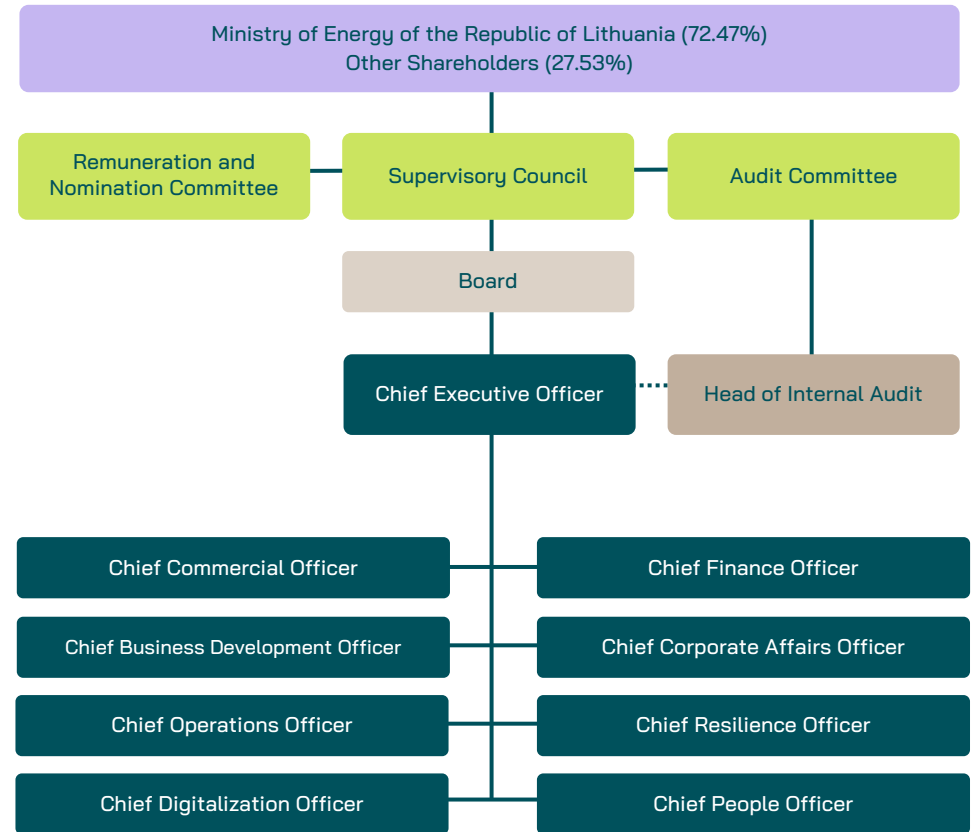 Ministry of Energy of the Republic of Lithuania (72.47%)
Other Shareholders (27.53%)
Remuneration and
Nomination Committee
Supervisory Council
Audit Committee
Board
Chief Executive Officer
Head of Internal Audit
Chief Commercial Officer
Chief Finance Officer
Chief Business Development Officer
Chief Corporate Affairs Officer
Chief Operations Officer
Chief Resilience Officer
Chief Digitalization Officer
Chief People Officer